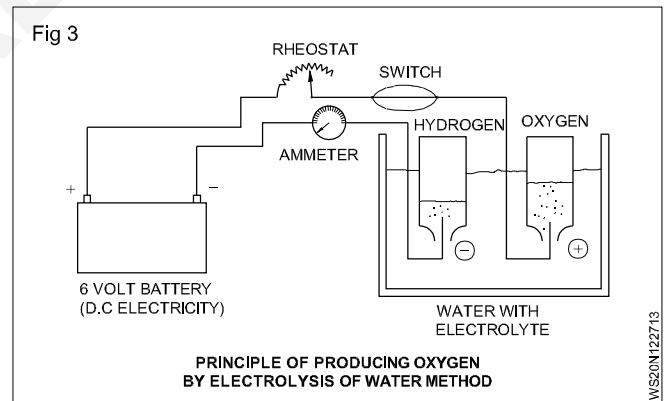 Fig 3
RHEOSTAT
SWITCH
HYDROGEN
OXYGEN
AMMETER
+
–
6 VOLT BATTERY
(D.C ELECTRICITY)
–
+
WATER WITH
ELECTROLYTE
PRINCIPLE OF PRODUCING OXYGEN
BY ELECTROLYSIS OF WATER METHOD
WS20N122713